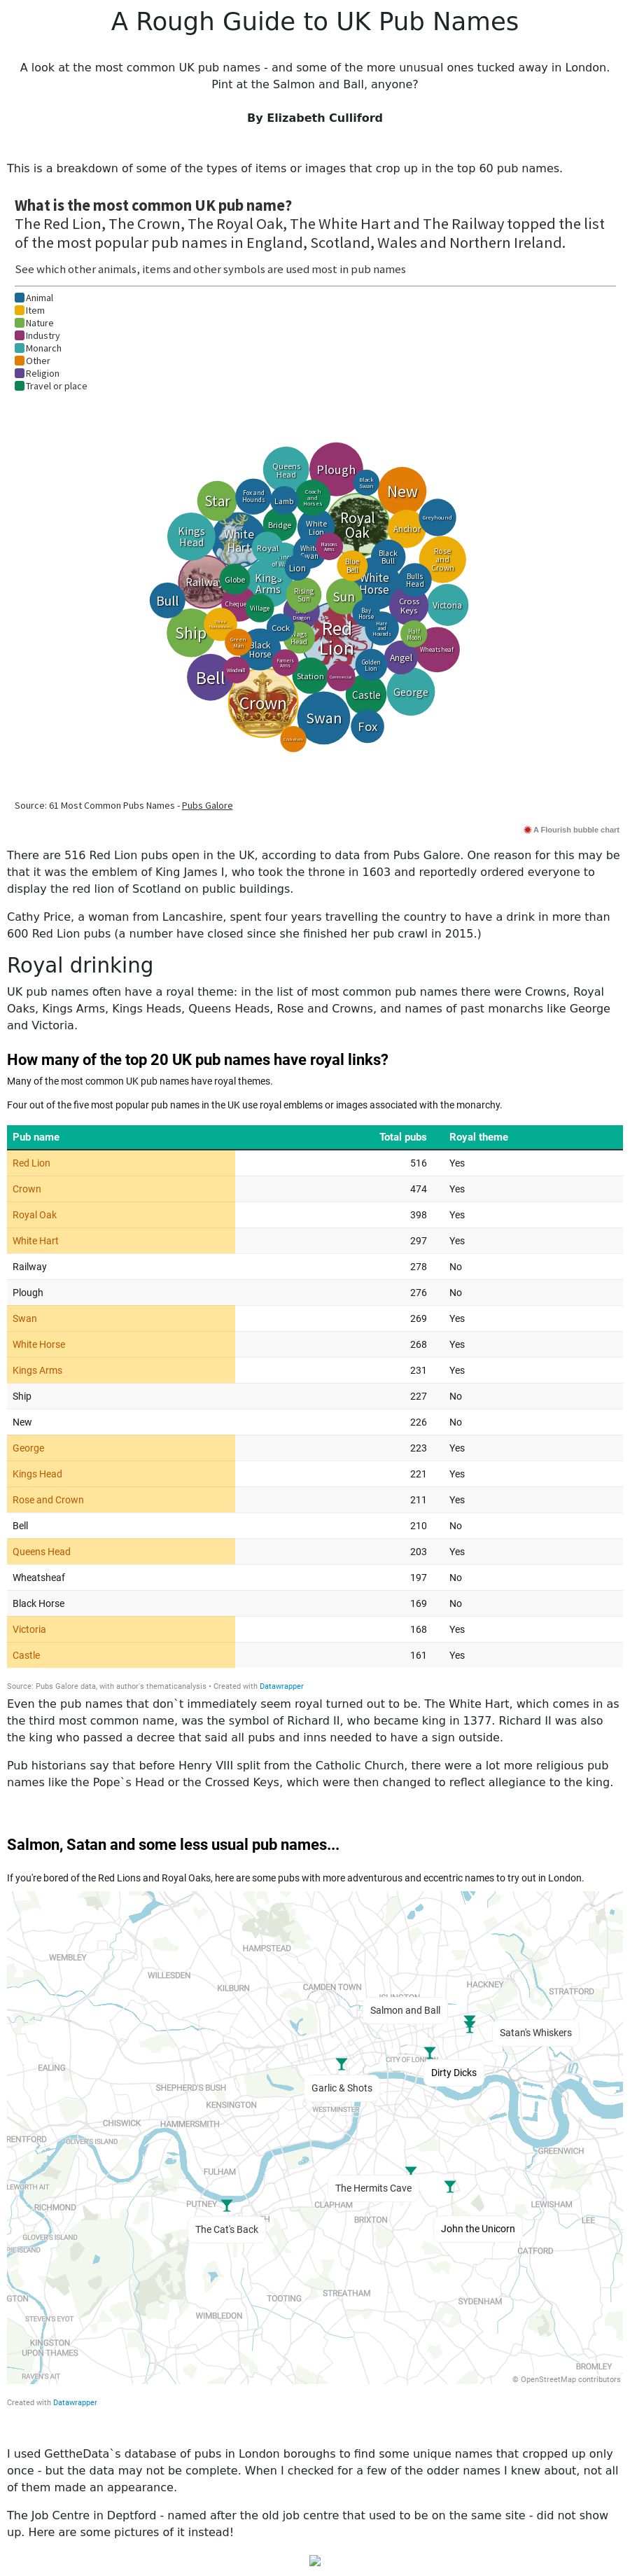 A Rough Guide to UK Pub Names
A look at the most common UK pub names - and some of the more unusual ones tucked away in London.
Pint at the Salmon and Ball, anyone?
By Elizabeth Culliford
This is a breakdown of some of the types of items or images that crop up in the top 60 pub names.
What is the most common UK pub name?
The Red Lion, The Crown, The Royal Oak, The White Hart and The Railway topped the list
of the most popular pub names in England, Scotland, Wales and Northern Ireland.
See which other animals, items and other symbols are used most in pub names
Animal
Item
Nature
Industry
Monarch
Other
Religion
Travel or place
Queens
Head
Plough
Black
Swan
New
Fox and
Hounds
Lamb
Coach
and
Horses
Star
Greyhound
Anchor
Royal
Oak
White
Lion
Bridge
Kings
Head
White
Hart
Royal
Masons
Arms
White
Swan
Black
Bull
Rose
and
Crown
Blue
Bell
Lion
Railway
Globe
Kings
Arms
White
Horse
Bulls
Head
Bull
Cheque
Village
Rising
Sun
Sun
Cross
Keys
Victoria
Bay
Horse
Dragon
Ship
Cock
Red
Lion
Hare
and
Hounds
Half
Moon
Green
Man
Nags
Head
Black
Horse
Wheatsheaf
Angel
Golden
Lion
Farmers
Arms
Windmill
Bell
Station
Commercial
Castle
George
Crown
Swan
Fox
Source: 61 Most Common Pubs Names - Pubs Galore
A Flourish bubble chart
There are 516 Red Lion pubs open in the UK, according to data from Pubs Galore. One reason for this may be
that it was the emblem of King James I, who took the throne in 1603 and reportedly ordered everyone to
display the red lion of Scotland on public buildings.
Cathy Price, a woman from Lancashire, spent four years travelling the country to have a drink in more than
600 Red Lion pubs (a number have closed since she finished her pub crawl in 2015.)
Royal drinking
UK pub names often have a royal theme: in the list of most common pub names there were Crowns, Royal
Oaks, Kings Arms, Kings Heads, Queens Heads, Rose and Crowns, and names of past monarchs like George
and Victoria.
How many of the top 20 UK pub names have royal links?
Many of the most common UK pub names have royal themes.
Four out of the five most popular pub names in the UK use royal emblems or images associated with the monarchy.
Pub name Total pubs Royal theme
Red Lion 516 Yes
Crown 474 Yes
Royal Oak 398 Yes
White Hart 297 Yes
Railway 278 No
Plough 276 No
Swan 269 Yes
White Horse 268 Yes
Kings Arms 231 Yes
Ship 227 No
New 226 No
George 223 Yes
Kings Head 221 Yes
Rose and Crown 211 Yes
Bell 210 No
Queens Head 203 Yes
Wheatsheaf 197 No
Black Horse 169 No
Victoria 168 Yes
Castle 161 Yes
Source: Pubs Galore data, with author's thematicanalysis • Created with Datawrapper
Even the pub names that don`t immediately seem royal turned out to be. The White Hart, which comes in as
the third most common name, was the symbol of Richard II, who became king in 1377. Richard II was also
the king who passed a decree that said all pubs and inns needed to have a sign outside.
Pub historians say that before Henry VIII split from the Catholic Church, there were a lot more religious pub
names like the Pope`s Head or the Crossed Keys, which were then changed to reflect allegiance to the king.
Salmon, Satan and some less usual pub names...
If you're bored of the Red Lions and Royal Oaks, here are some pubs with more adventurous and eccentric names to try out in London.
HAMPSTEAD
WEMBLEY
WILLESDEN
KILBURN
CAMDEN TOWN
HACKNEY
STRATFORD
ISLINGTON
Salmon and Ball
Satan's Whiskers
CITY OF LONDON
EALING
Dirty Dicks
SHEPHERD'S BUSH
Garlic & Shots
KENSINGTON
WESTMINSTER
CHISWICK
HAMMERSMITH
BRENTFORD
OLIVER'S ISLAND
GREENWICH
FULHAM
ISLEWORTH AIT
The Hermits Cave
RICHMOND
PUTNEY
CLAPHAM
LEWISHAM
BRIXTON
LEE
The Cat's Back
John the Unicorn
GLOVER'S ISLAND
CATFORD
GTON
TOOTING
STREATHAM
SYDENHAM
WIMBLEDON
STEVEN'S EYOT
KINGSTON
UPON THAMES
BROMLEY
RAVEN'S AIT
© OpenStreetMap contributors
Created with Datawrapper
I used GettheData`s database of pubs in London boroughs to find some unique names that cropped up only
once - but the data may not be complete. When I checked for a few of the odder names I knew about, not all
of them made an appearance.
The Job Centre in Deptford - named after the old job centre that used to be on the same site - did not show
up. Here are some pictures of it instead!